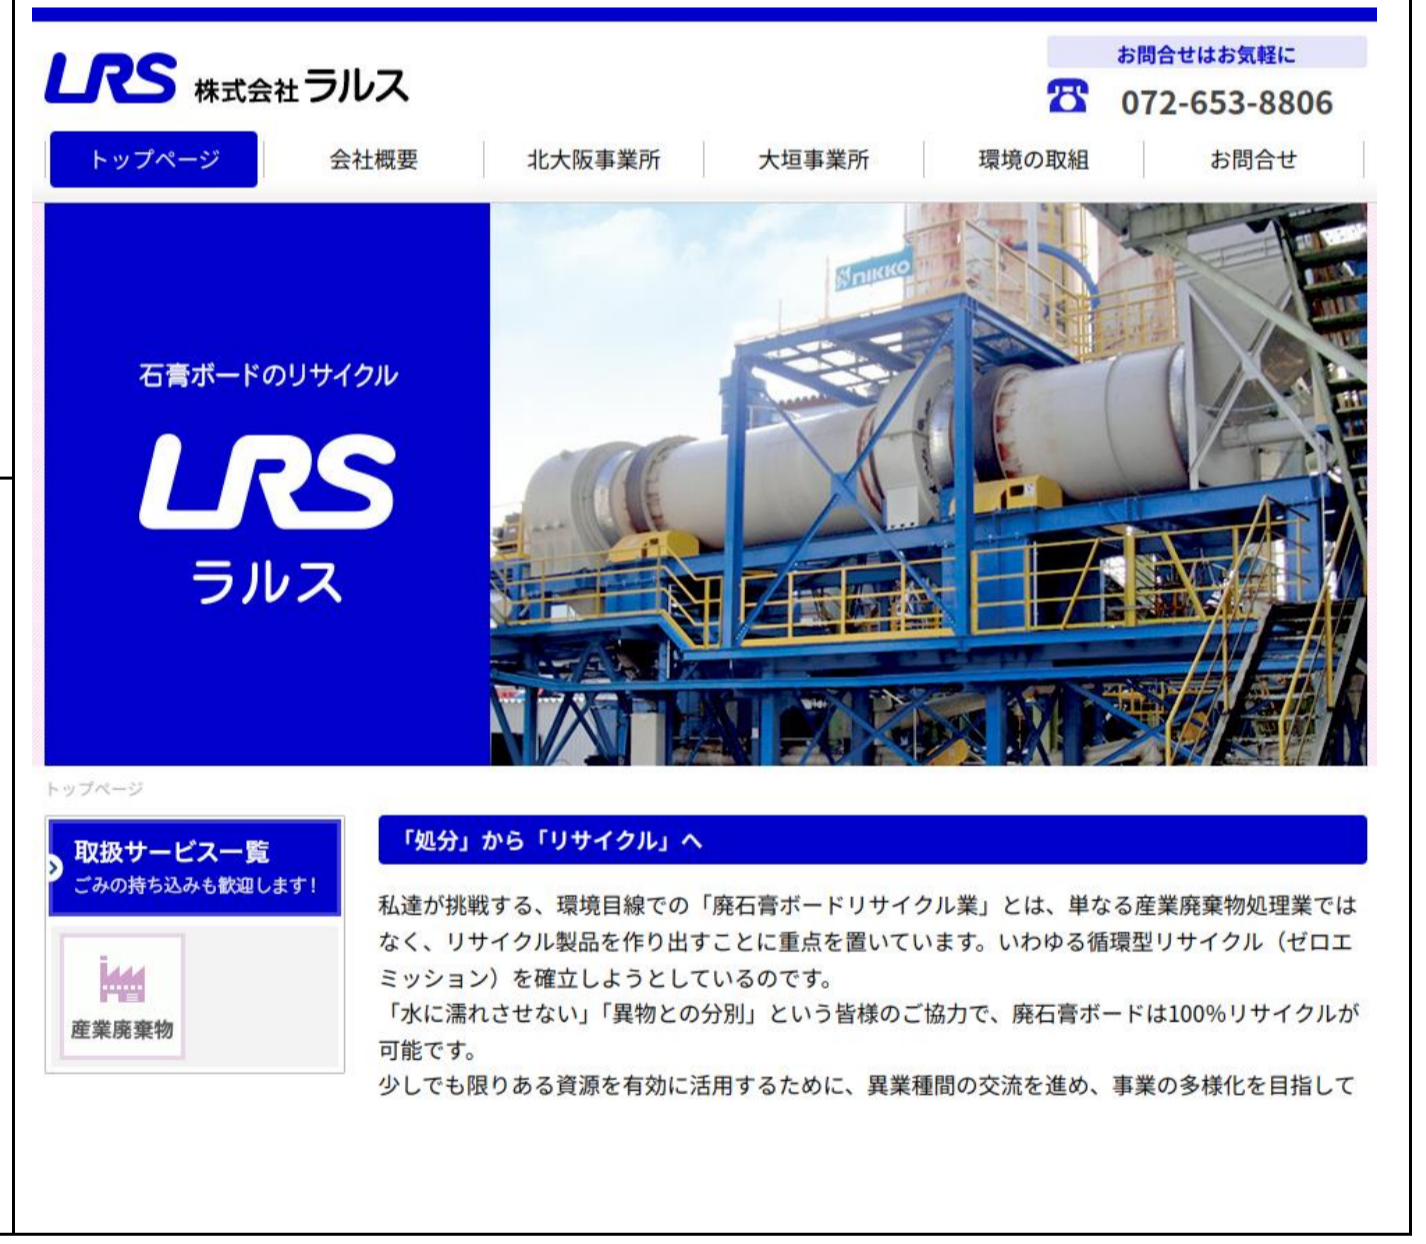 LRS 株式会社ラルス
お問合せはお気軽に
072-653-8806
トップページ 会社概要 北大阪事業所 大垣事業所 環境の取組 お問合せ
NIKKO
石膏ボードのリサイクル
LRS
ラルス
トップページ
取扱サービス一覧
ごみの持ち込みも歓迎します！
産業廃棄物
「処分」から「リサイクル」へ
私達が挑戦する、環境目線での「廃石膏ボードリサイクル業」とは、単なる産業廃棄物処理業では
なく、リサイクル製品を作り出すことに重点を置いています。いわゆる循環型リサイクル（ゼロエ
ミッション）を確立しようとしているのです。
「水に濡れさせない」「異物との分別」という皆様のご協力で、廃石膏ボードは100%リサイクルが
可能です。
少しでも限りある資源を有効に活用するために、異業種間の交流を進め、事業の多様化を目指して